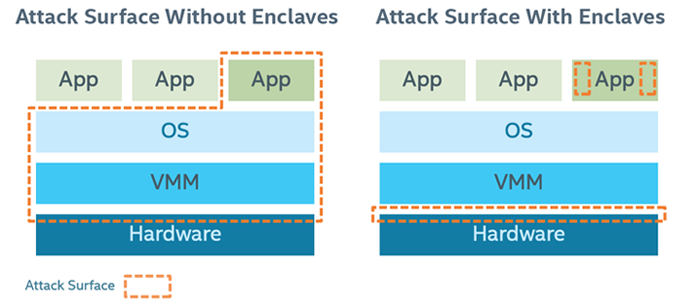 Attack Surface Without Enclaves
App App App
OS
VMM
Hardware
Attack Surface
Attack Surface With Enclaves
App App App
OS
VMM
Hardware